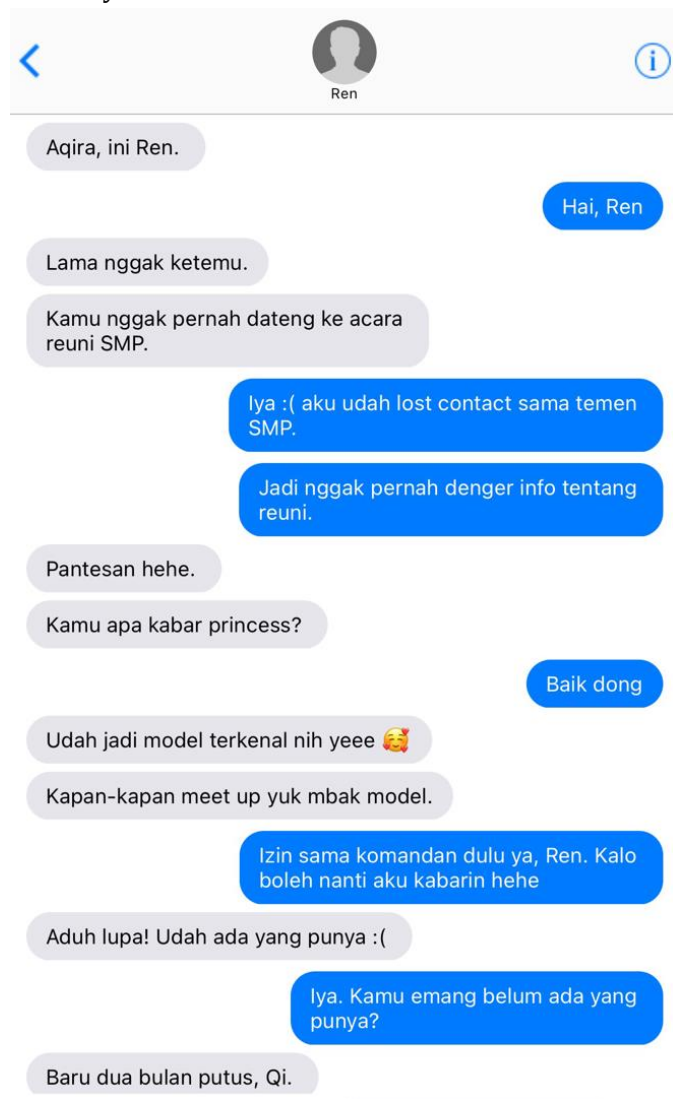 Ren
Aqira, ini Ren.
Hai, Ren
Lama nggak ketemu.
Kamu nggak pernah dateng ke acara
reuni SMP.
Iya :( aku udah lost contact sama temen
SMP.
Jadi nggak pernah denger info tentang
reuni.
Pantesan hehe.
Kamu apa kabar princess?
Baik dong
Udah jadi model terkenal nih yeee 🥰
Kapan-kapan meet up yuk mbak model.
Izin sama komandan dulu ya, Ren. Kalo
boleh nanti aku kabarin hehe
Aduh lupa! Udah ada yang punya :(
Iya. Kamu emang belum ada yang
punya?
Baru dua bulan putus, Qi.